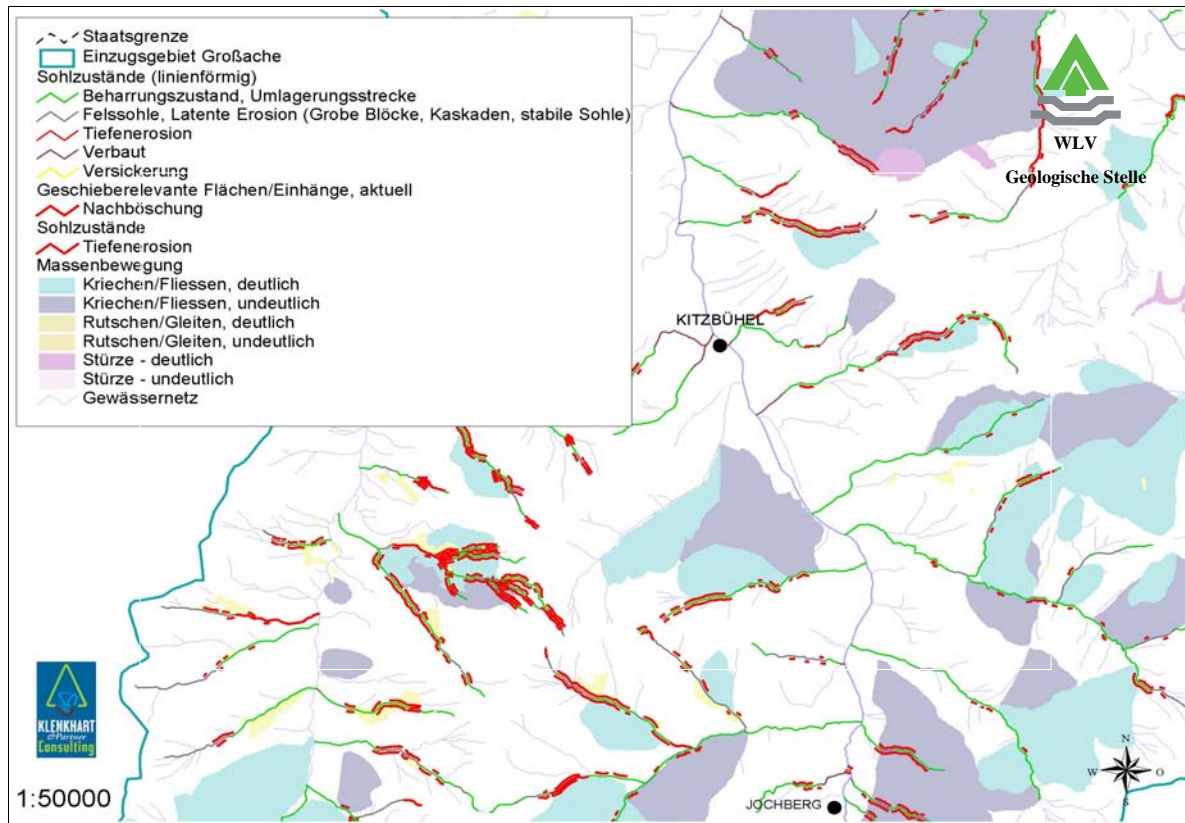 Staatsgrenze
Einzugsgebiet Großache
Sohlzustände (linienförmig)
Beharrungszustand, Umlagerungsstrecke
Felssohle, Latente Erosion (Grobe Blöcke, Kaskaden, stabile Sohle)
Tiefenerosion
Verbaut
Versickerung
Geschieberelevante Flächen/Einhänge, aktuell
Nachböschung
Sohlzustände
Tiefenerosion
Massenbewegung
Kriechen/Fliessen, deutlich
Kriechen/Fliessen, undeutlich
Rutschen/Gleiten, deutlich
Rutschen/Gleiten, undeutlich
Stürze - deutlich
Stürze - undeutlich
Gewässernetz
WLV
Geologische Stelle
KITZBÜHEL
KLENKHART
& Partner
Consulting
1:50000
JOCHBERG
N
W
O
S